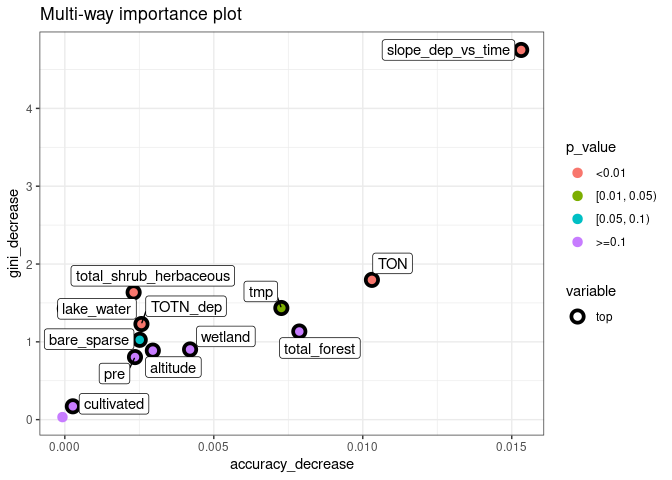 Multi-way importance plot
gini_decrease
4
3
2
1
0
slope_dep_vs_time
TON
total_shrub_herbaceous
tmp
lake_water
TOTN_dep
bare_sparse
wetland
total_forest
pre
altitude
cultivated
0.000
0.005
0.010
0.015
accuracy_decrease
p_value
<0.01
[0.01, 0.05)
[0.05, 0.1)
>=0.1
variable
top